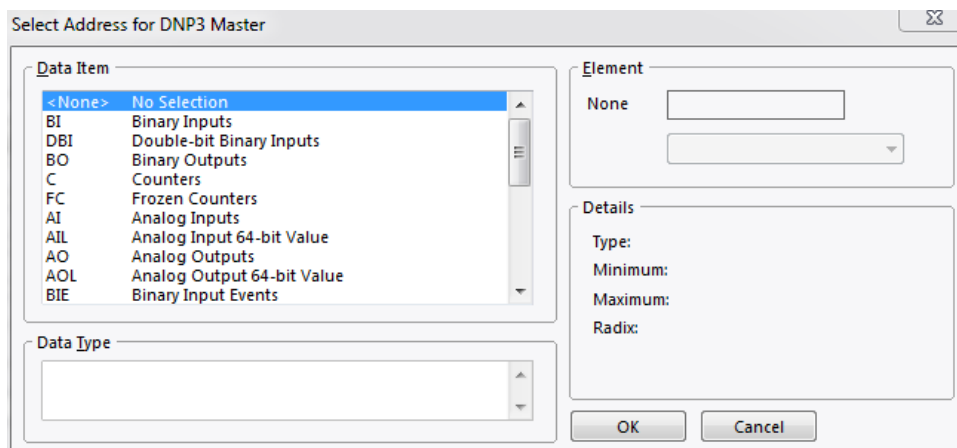 Select Address for DNP3 Master
Data Item
<None> No Selection
BI Binary Inputs
DBI Double-bit Binary Inputs
BO Binary Outputs
C Counters
FC Frozen Counters
AI Analog Inputs
AIL Analog Input 64-bit Value
AO Analog Outputs
AOL Analog Output 64-bit Value
BIE Binary Input Events
Data Type
Element
None
Details
Type:
Minimum:
Maximum:
Radix:
OK Cancel